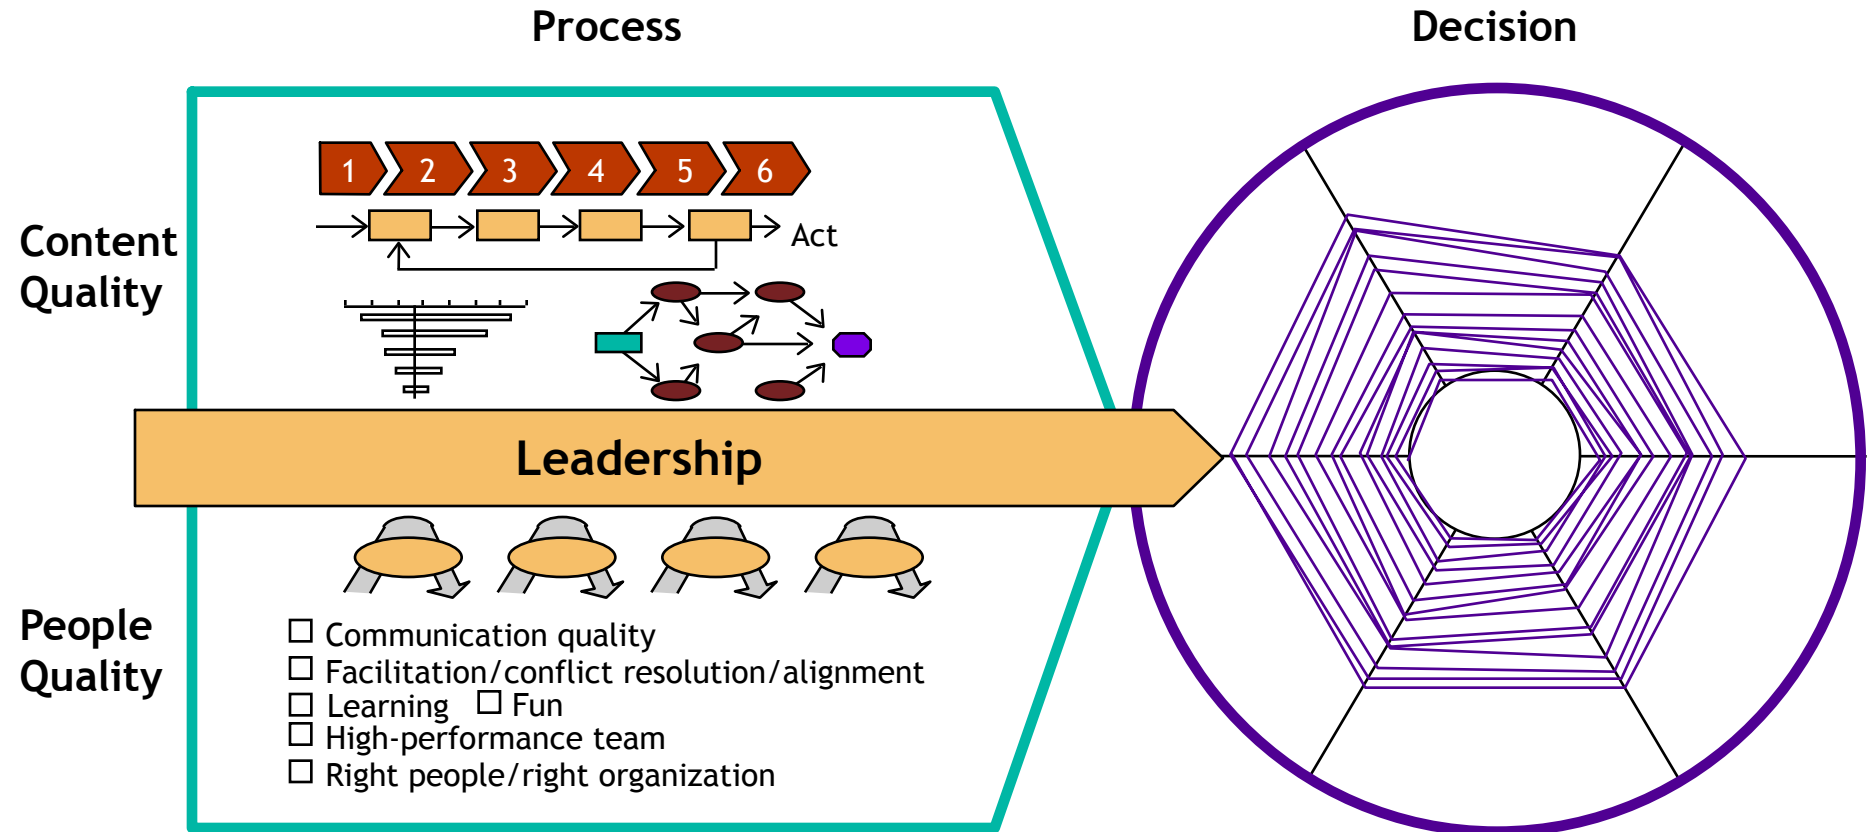 Process
Decision
1 2 3 4 5 6
Act
Content
Quality
Leadership
People
Quality
Communication quality
Facilitation/conflict resolution/alignment
Learning Fun
High-performance team
Right people/right organization